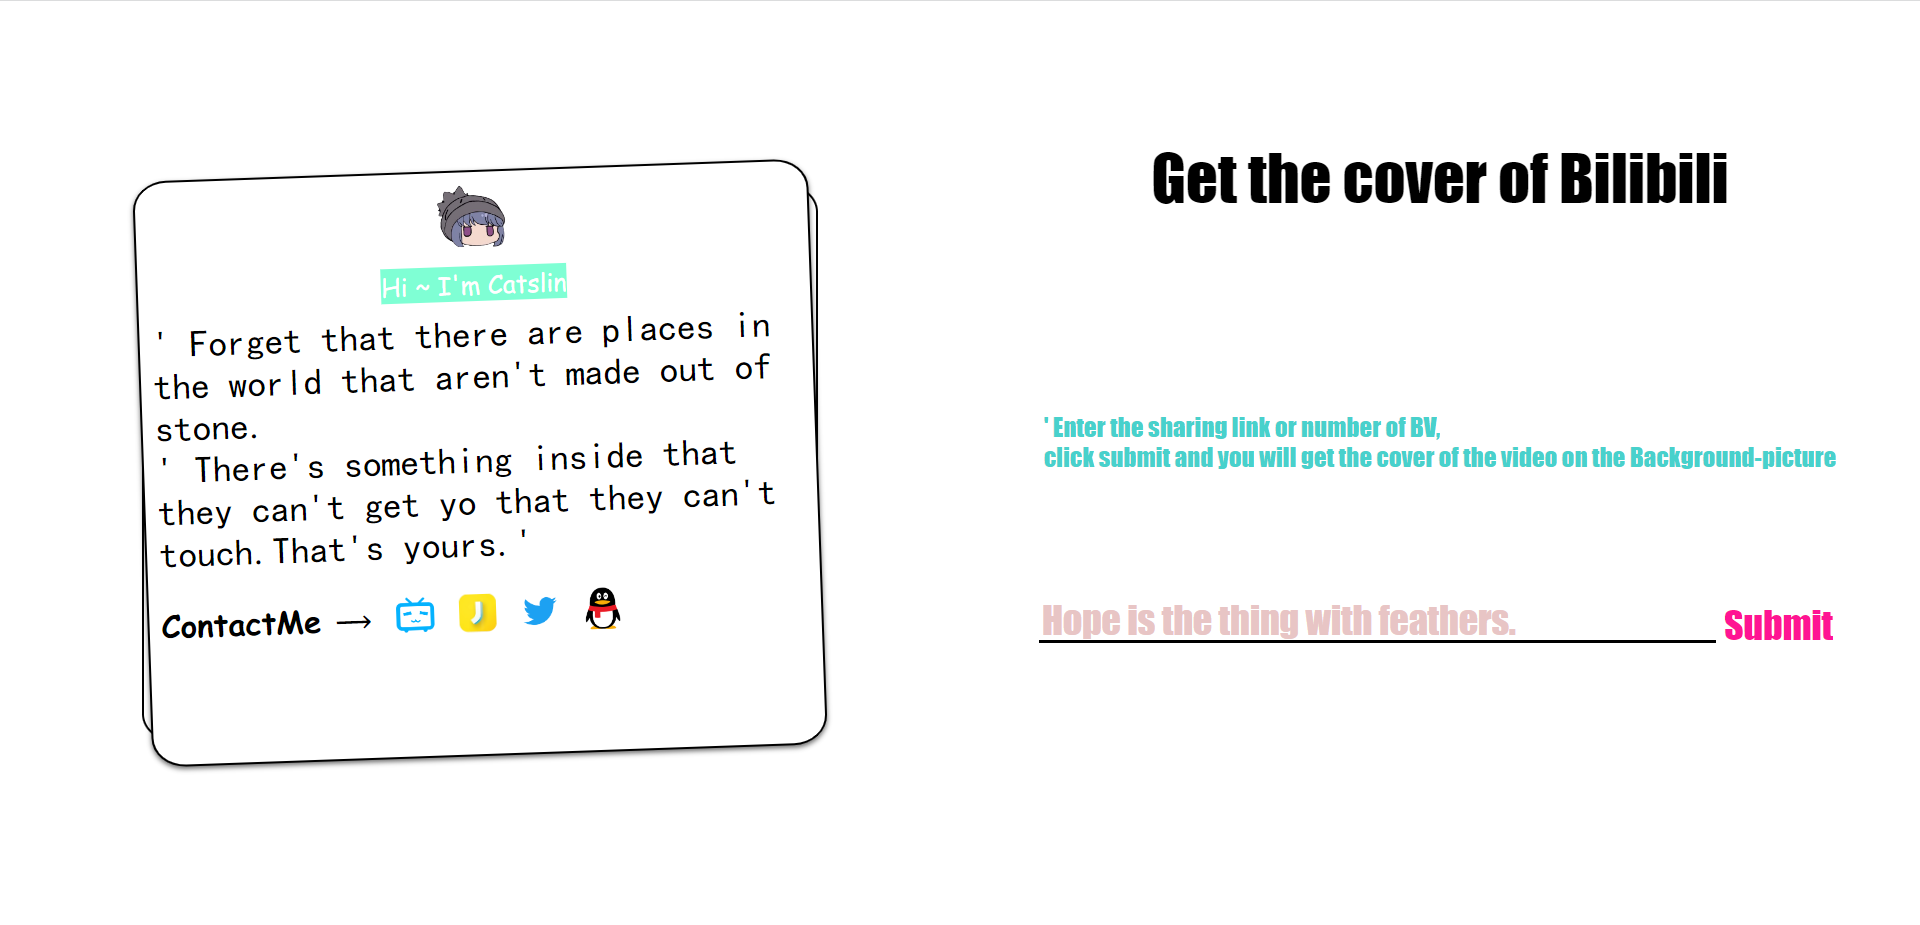 Hi ~ I'm Catslin
' Forget that there are places in
the world that aren't made out of
stone.
' There's something inside that
they can't get yo that they can't
touch. That's yours. '
ContactMe ⟶
Get the cover of Bilibili
' Enter the sharing link or number of BV,
click submit and you will get the cover of the video on the Background-picture
Hope is the thing with feathers.
Submit